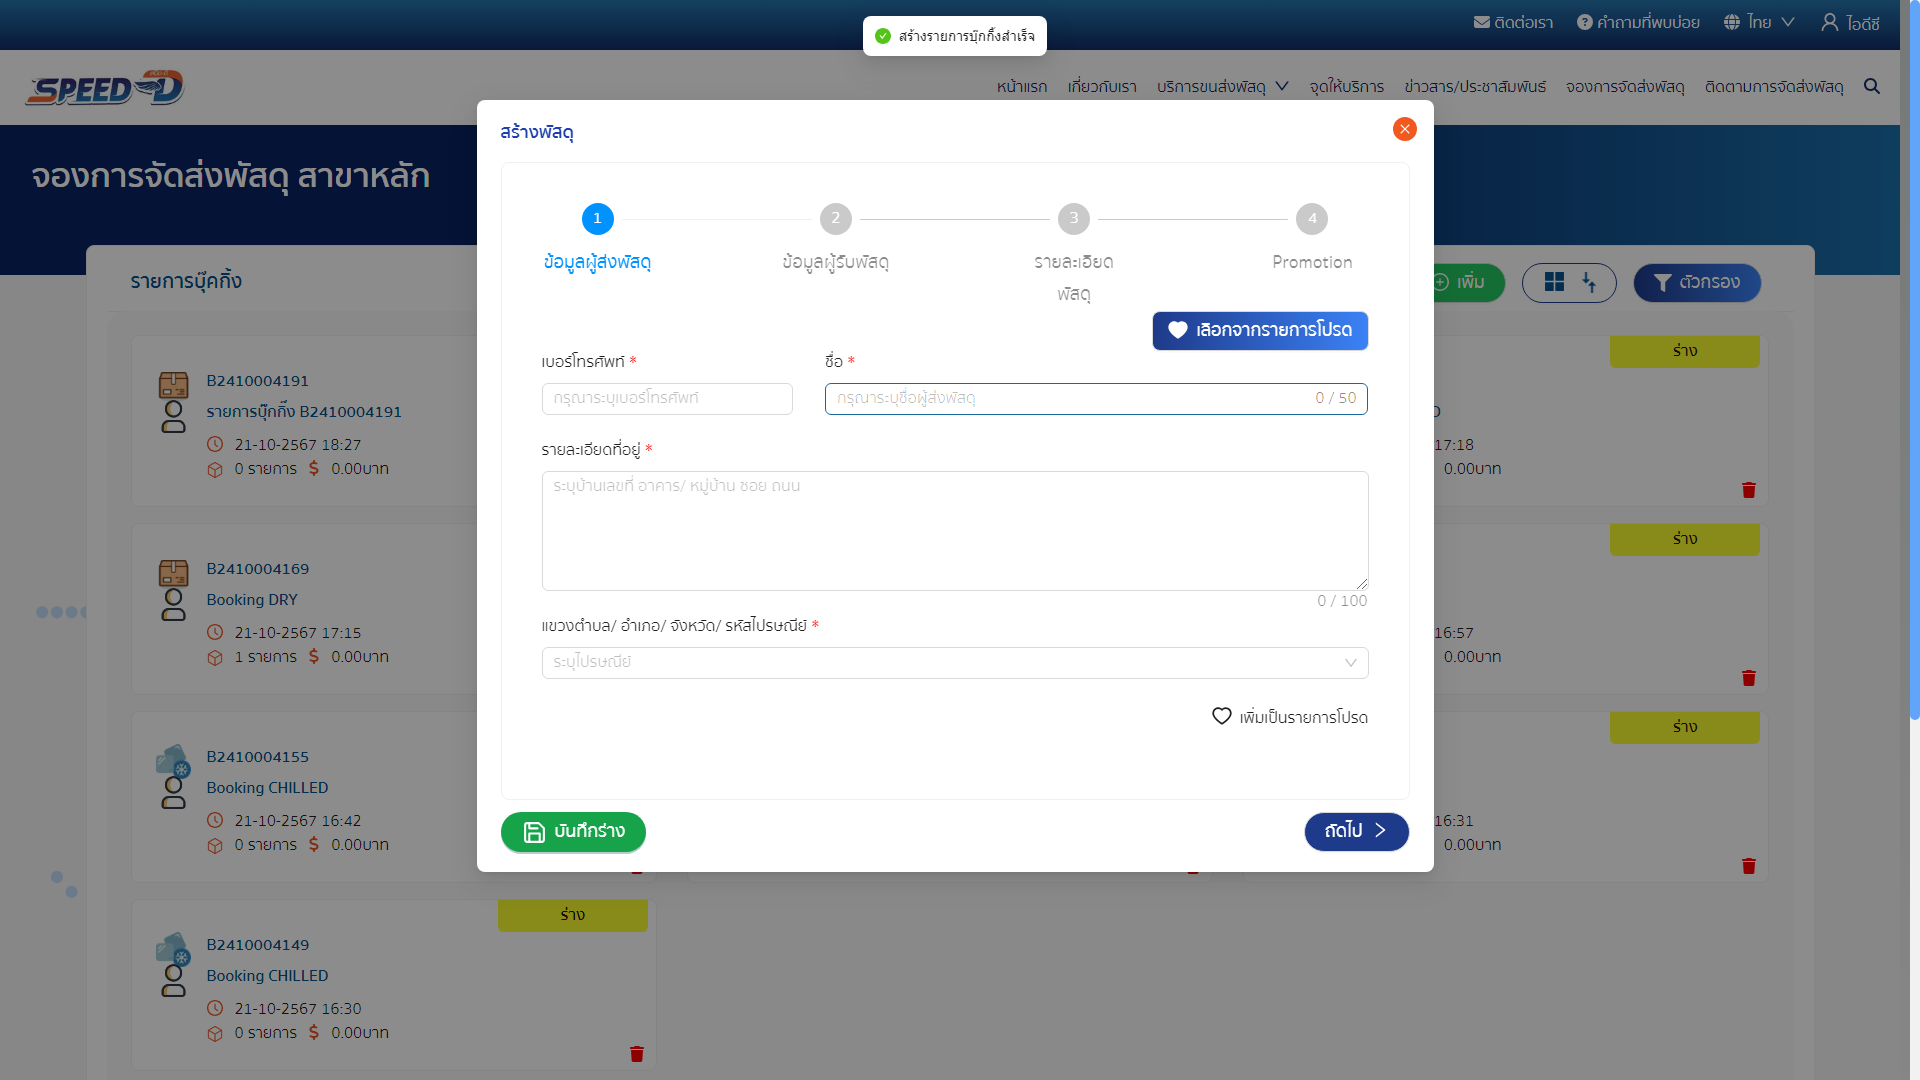 ติดต่อเรา
คำถามที่พบบ่อย
ไทย
ไอดีซี
สร้างรายการบุ๊กกิ้งสำเร็จ
SPEED-D
หน้าแรก
เกี่ยวกับเรา
บริการขนส่งพัสดุ
จุดให้บริการ
ข่าวสาร/ประชาสัมพันธ์
จองการจัดส่งพัสดุ
ติดตามการจัดส่งพัสดุ
จองการจัดส่งพัสดุ สาขาหลัก
สร้างพัสดุ
1
2
3
4
ข้อมูลผู้ส่งพัสดุ
ข้อมูลผู้รับพัสดุ
รายละเอียด
พัสดุ
Promotion
เลือกจากรายการโปรด
เบอร์โทรศัพท์ *
ชื่อ *
กรุณาระบุเบอร์โทรศัพท์
กรุณาระบุชื่อผู้ส่งพัสดุ
0 / 50
รายละเอียดที่อยู่ *
ระบุบ้านเลขที่ อาคาร/ หมู่บ้าน ซอย ถนน
0 / 100
แขวงตำบล/ อำเภอ/ จังหวัด/ รหัสไปรษณีย์ *
ระบุไปรษณีย์
เพิ่มเป็นรายการโปรด
บันทึกร่าง
ถัดไป
รายการบุ๊คกิ้ง
เพิ่ม
ตัวกรอง
B2410004191
รายการบุ๊กกิ้ง B2410004191
21-10-2567 18:27
0 รายการ $ 0.00บาท
ร่าง
D
17:18
0.00บาท
B2410004169
Booking DRY
21-10-2567 17:15
1 รายการ $ 0.00บาท
ร่าง
16:57
0.00บาท
B2410004155
Booking CHILLED
21-10-2567 16:42
0 รายการ $ 0.00บาท
ร่าง
16:31
0.00บาท
ร่าง
B2410004149
Booking CHILLED
21-10-2567 16:30
0 รายการ $ 0.00บาท